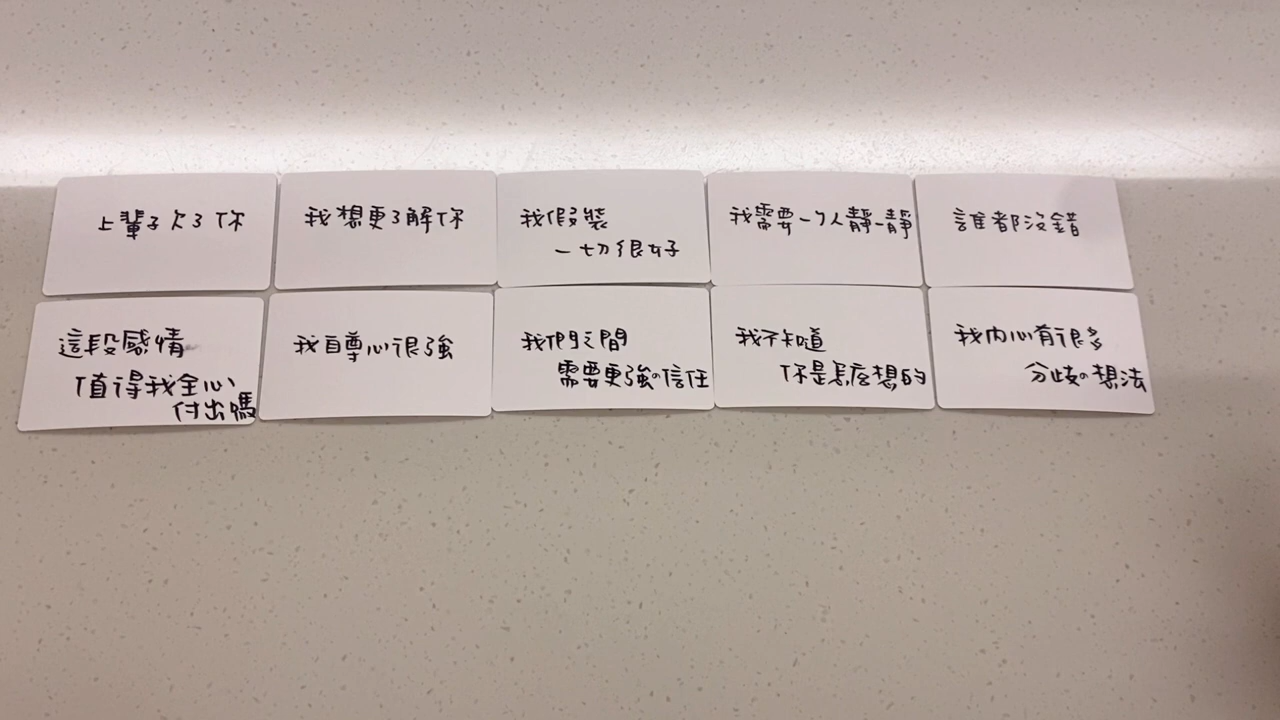 上輩子欠了你
我想更了解你
我假裝
一切很好
我需要一个人靜一靜
誰都沒錯
這段感情
值得我全心
付出嗎
我自尊心很強
我們之間
需要更強の信任
我不知道
你是怎麼想的
我內心有很多
分歧の想法